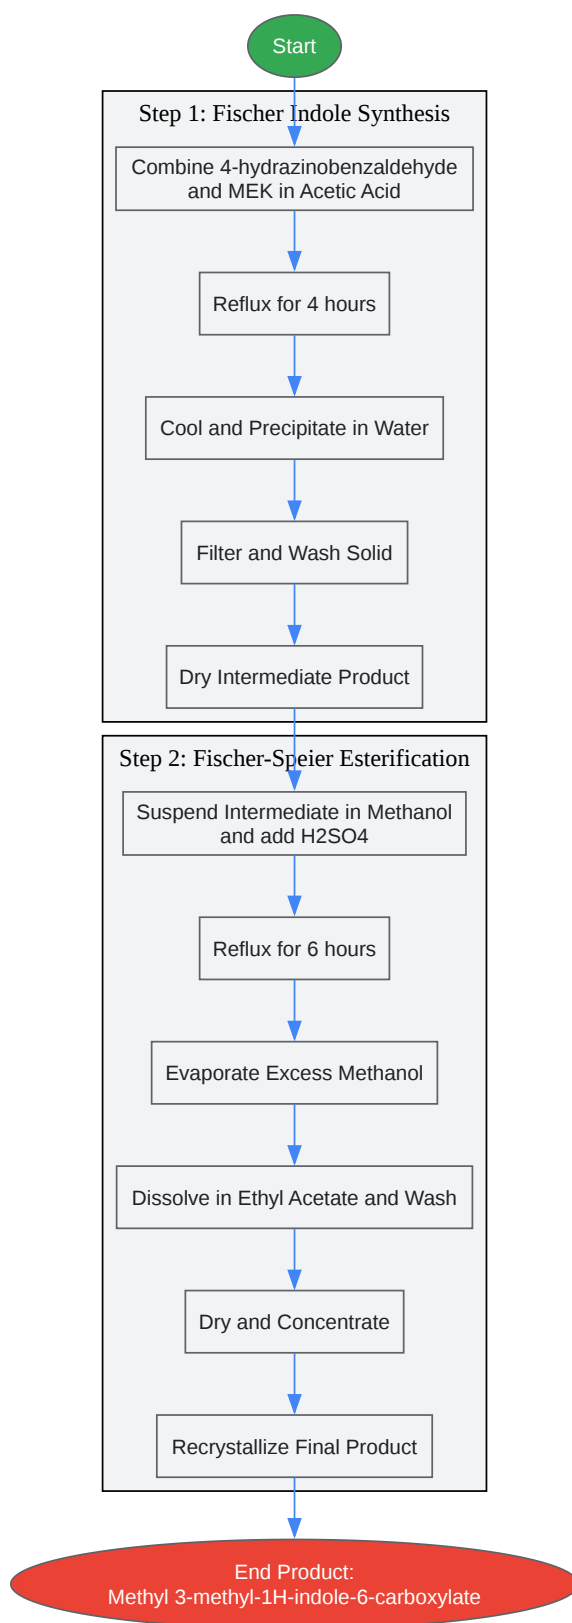 Start
Step 1: Fischer Indole Synthesis
Combine 4-hydrazinobenzaldehyde
and MEK in Acetic Acid
Reflux for 4 hours
Cool and Precipitate in Water
Filter and Wash Solid
Dry Intermediate Product
Step 2: Fischer-Speier Esterification
Suspend Intermediate in Methanol
and add H2SO4
Reflux for 6 hours
Evaporate Excess Methanol
Dissolve in Ethyl Acetate and Wash
Dry and Concentrate
Recrystallize Final Product
End Product:
Methyl 3-methyl-1H-indole-6-carboxylate